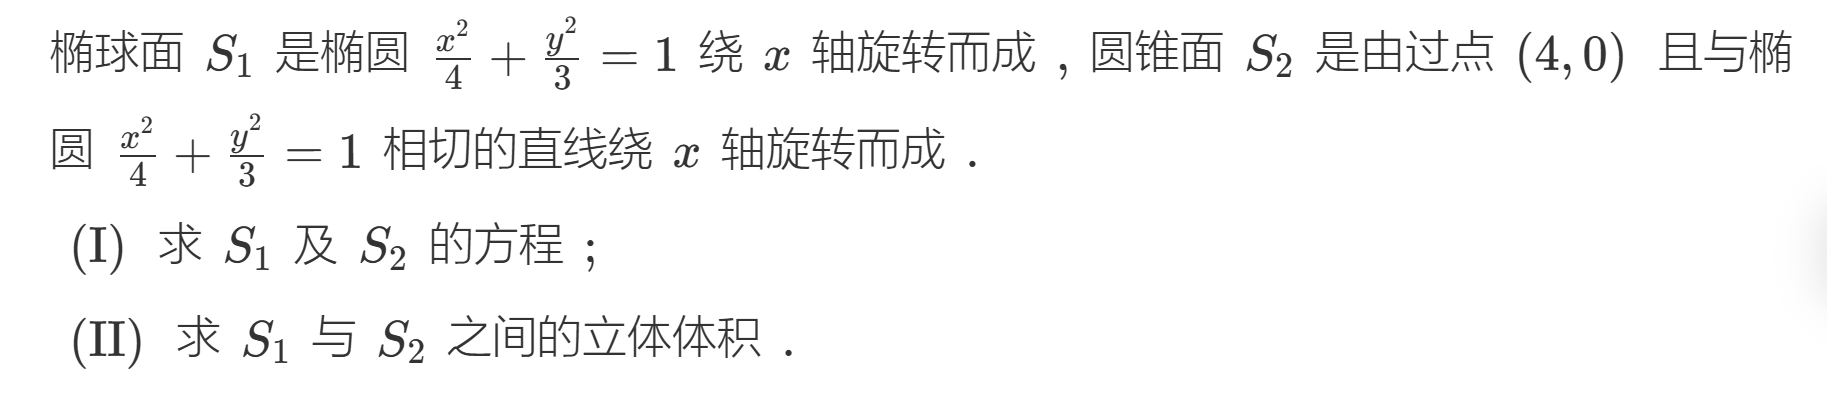 椭球面 $S_1$ 是椭圆 $\frac{x^2}{4} + \frac{y^2}{3} = 1$ 绕 $x$ 轴旋转而成 , 圆锥面 $S_2$ 是由过点 $(4, 0)$ 且与椭
圆 $\frac{x^2}{4} + \frac{y^2}{3} = 1$ 相切的直线绕 $x$ 轴旋转而成 .
(I) 求 $S_1$ 及 $S_2$ 的方程 ;
(II) 求 $S_1$ 与 $S_2$ 之间的立体体积 .